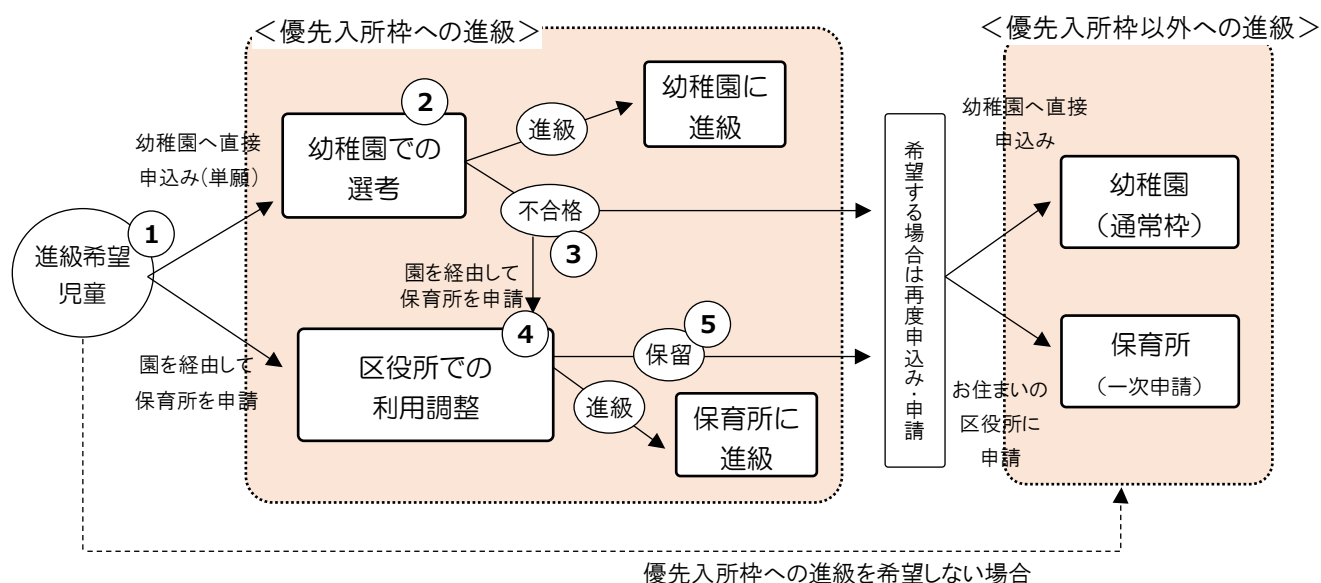 ＜優先入所枠への進級＞
＜優先入所枠以外への進級＞
進級希望
児童
1
幼稚園へ直接
申込み（単願）
園を経由して
保育所を申請
2
幼稚園での
選考
進級
幼稚園に
進級
不合格
3
園を経由して
保育所を申請
4
区役所での
利用調整
5
保留
進級
保育所に
進級
希望する場合は再度申込み・申請
幼稚園へ直接
申込み
幼稚園
（通常枠）
保育所
（一次申請）
お住まいの
区役所に
申請
優先入所枠への進級を希望しない場合